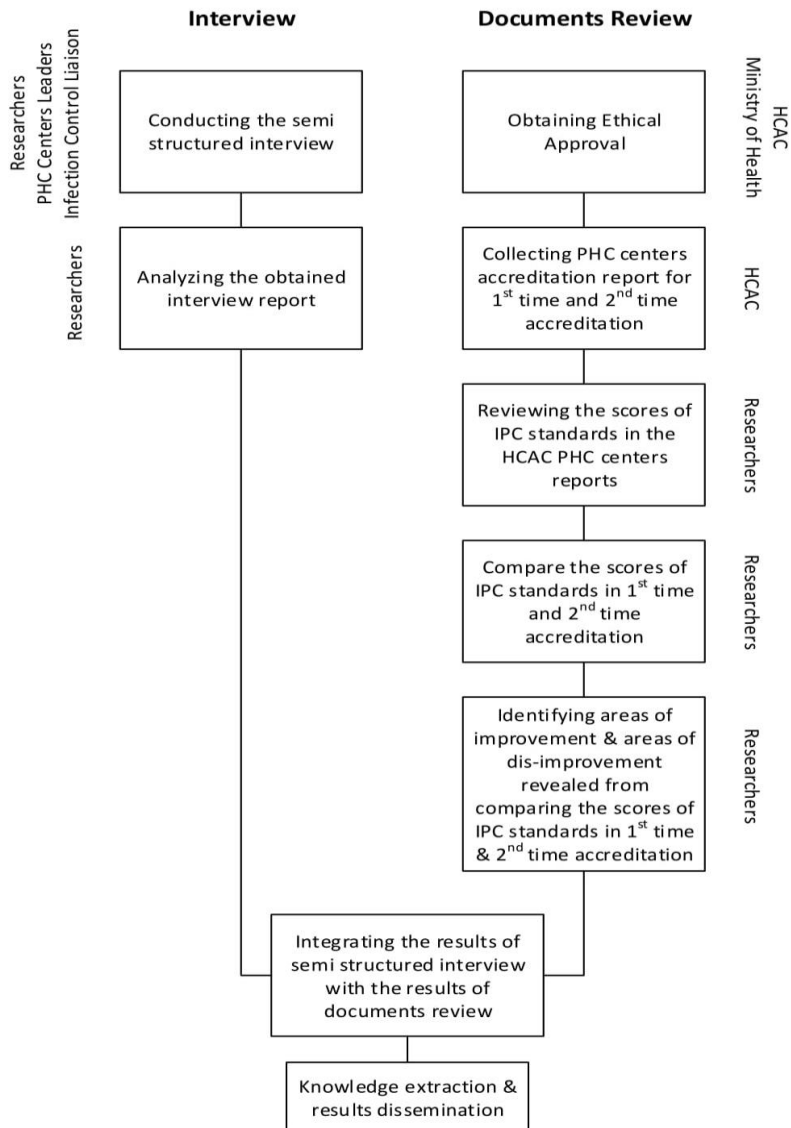 Interview
Researchers
PHC Centers Leaders
Infection Control Liaison
Conducting the semi
structured interview
Researchers
Analyzing the obtained
interview report
Documents Review
Obtaining Ethical
Approval
HCAC
Ministry of Health
Collecting PHC centers
accreditation report for
1st time and 2nd time
accreditation
HCAC
Reviewing the scores of
IPC standards in the
HCAC PHC centers
reports
Researchers
Compare the scores of
IPC standards in 1st time
and 2nd time
accreditation
Researchers
Identifying areas of
improvement & areas of
dis-improvement
revealed from
comparing the scores of
IPC standards in 1st time
& 2nd time accreditation
Researchers
Integrating the results of
semi structured interview
with the results of
documents review
Knowledge extraction &
results dissemination